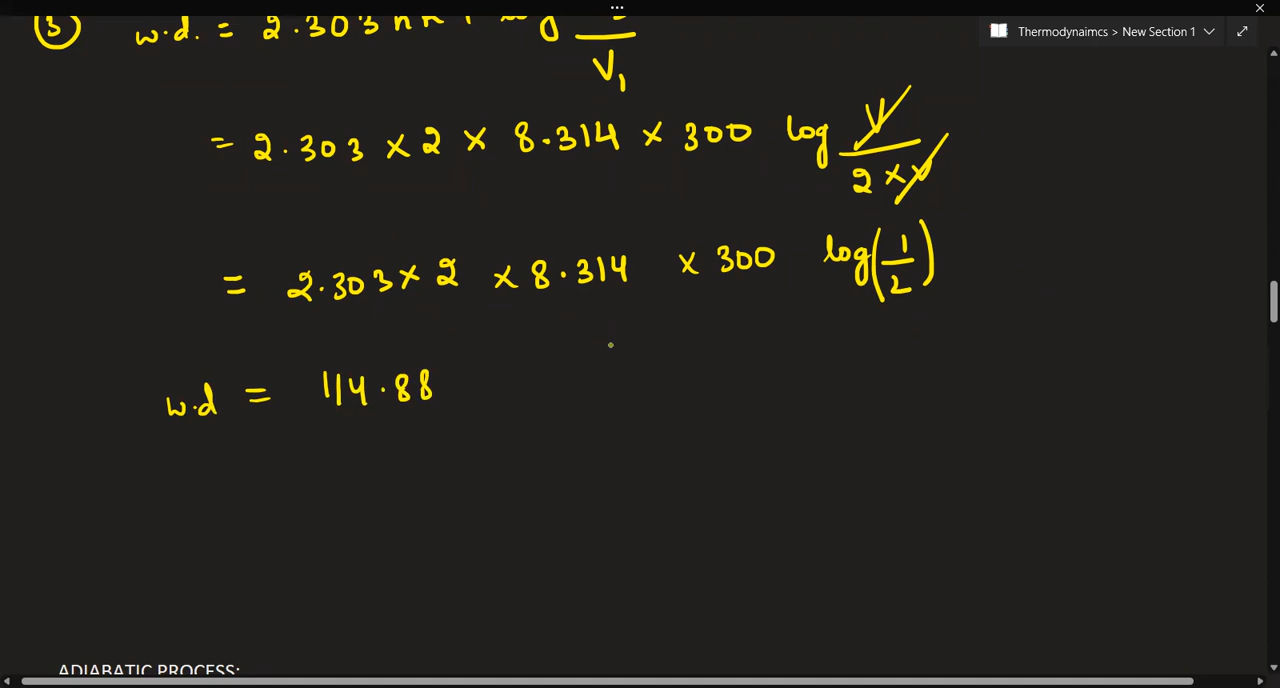 Thermodynaimcs > New Section 1
③ w.d. = 2.303 nRT log /V₁
= 2.303 × 2 × 8.314 × 300 log V/2×V
= 2.303 × 2 × 8.314 × 300 log(1/2)
w.d = 114.88
ADIABATIC PROCESS: